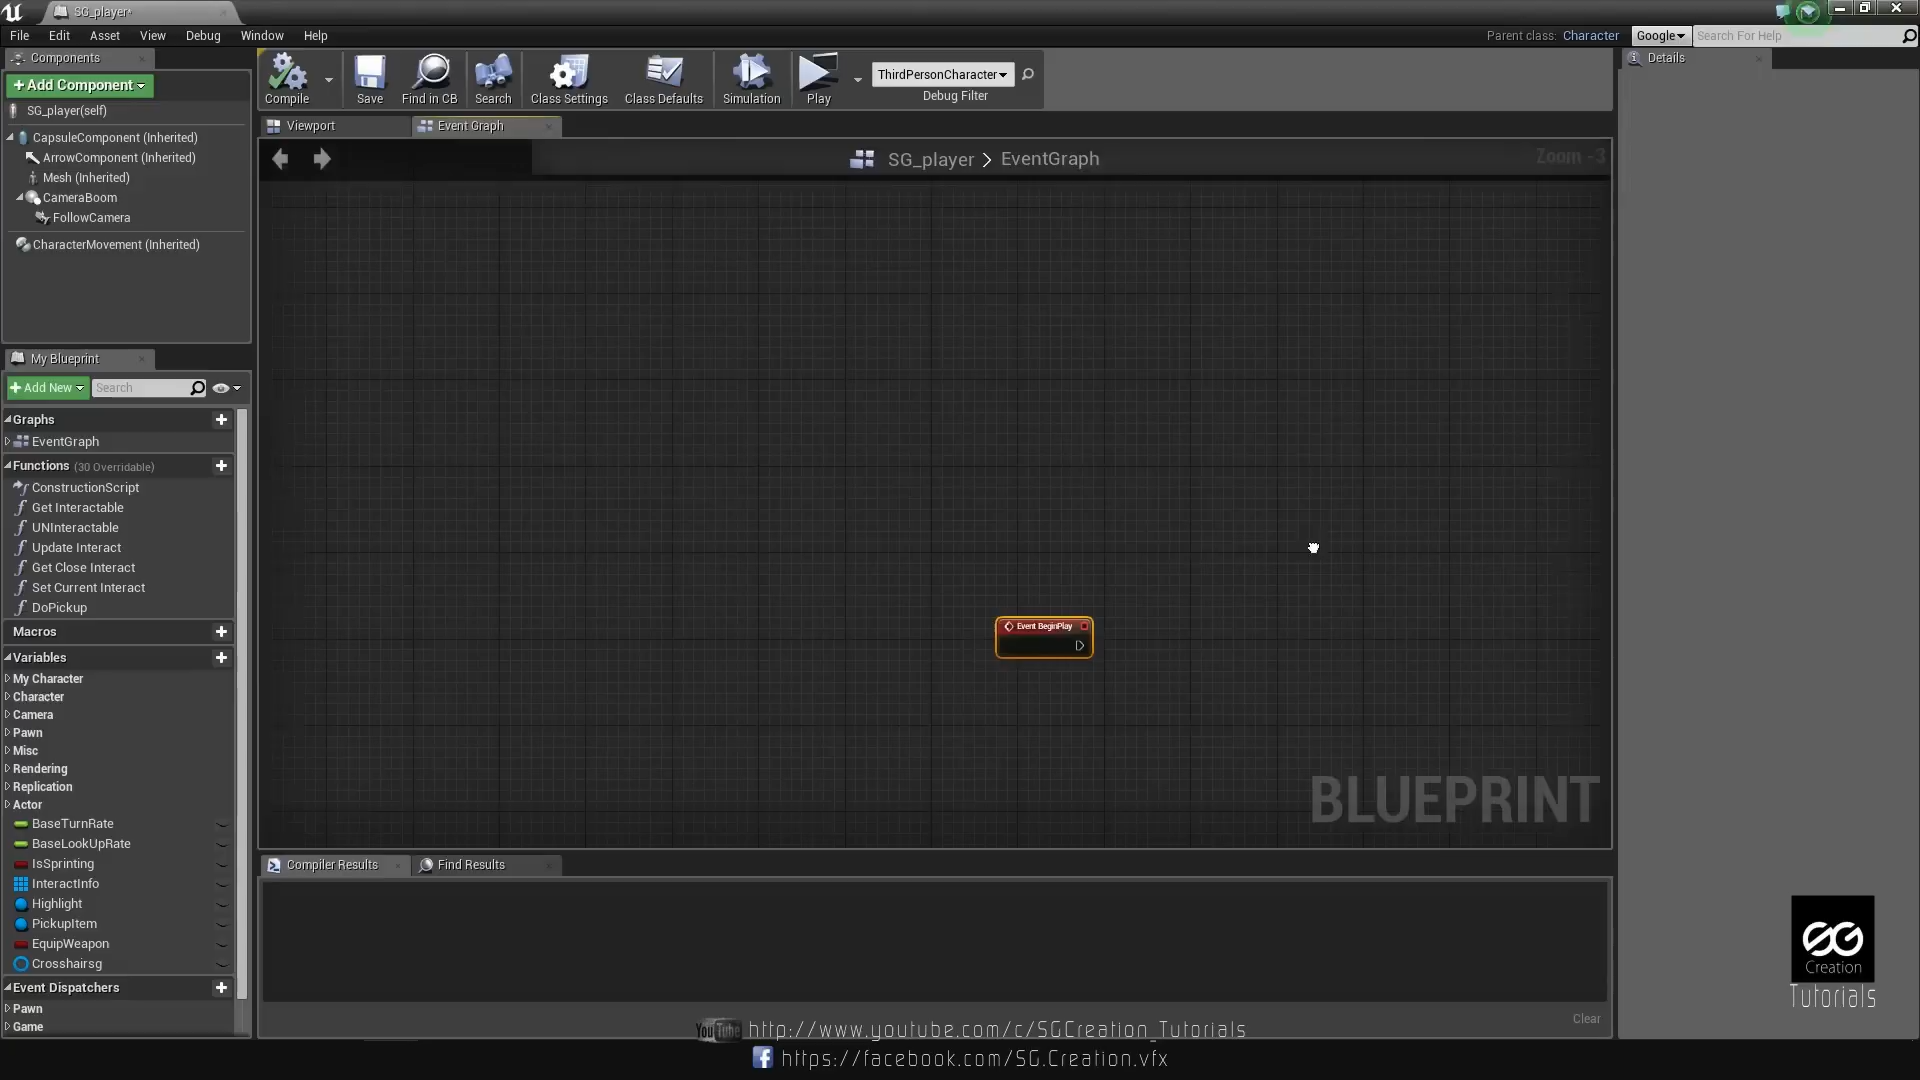 SG_player*
File Edit Asset View Debug Window Help
Parent class: Character Google Search For Help
Components
+Add Component
SG_player(self)
CapsuleComponent (Inherited)
ArrowComponent (Inherited)
Mesh (Inherited)
CameraBoom
FollowCamera
CharacterMovement (Inherited)
My Blueprint
+Add New Search
Graphs
EventGraph
Functions (30 Overridable)
ConstructionScript
Get Interactable
UNInteractable
Update Interact
Get Close Interact
Set Current Interact
DoPickup
Macros
Variables
My Character
Character
Camera
Pawn
Misc
Rendering
Replication
Actor
BaseTurnRate
BaseLookUpRate
IsSprinting
InteractInfo
Highlight
PickupItem
EquipWeapon
Crosshairsg
Event Dispatchers
Pawn
Game
Compile Save Find in CB Search Class Settings Class Defaults Simulation Play
ThirdPersonCharacter
Debug Filter
Viewport Event Graph
SG_player > EventGraph
Zoom -3
Event BeginPlay
BLUEPRINT
Compiler Results Find Results
Clear
Details
SG
Creation
Tutorials
YouTube http://www.youtube.com/c/SGCreation_Tutorials
f https://facebook.com/SG.Creation.vfx